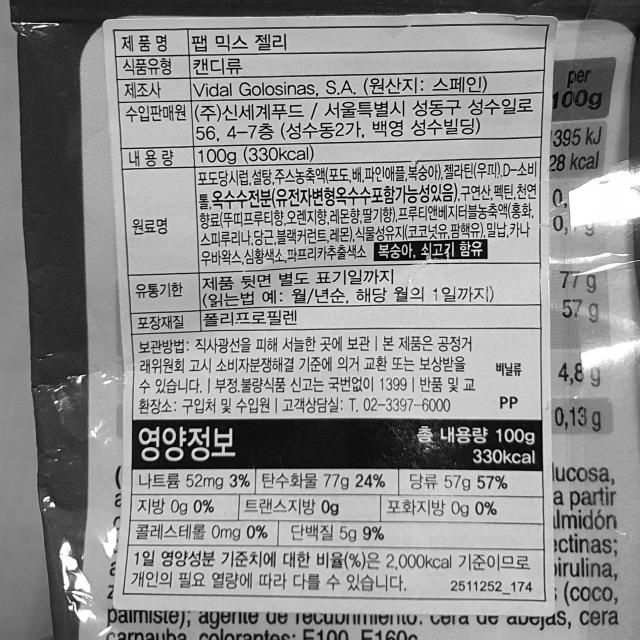 제품명 팹 믹스 젤리
식품유형 캔디류
제조사 Vidal Golosinas, S.A. (원산지: 스페인)
수입판매원 (주)신세계푸드 / 서울특별시 성동구 성수일로
56, 4-7층 (성수동2가, 백영 성수빌딩)
내용량 100g (330kcal)
포도당시럽,설탕,주스농축액(포도,배,파인애플,복숭아),젤라틴(우피),D-소비
톨,옥수수전분(유전자변형옥수수포함가능성있음),구연산,펙틴,천연
원료명 향료(뚜띠프루티향,오렌지향,레몬향,딸기향),프루티앤베지터블농축액(홍화,
스피루리나,당근,블랙커런트,레몬),식물성유지(코코넛유,팜핵유),밀납,카나
우바왁스,심황색소,파프리카추출색소 복숭아, 쇠고기 함유
유통기한 제품 뒷면 별도 표기일까지
(읽는법 예: 월/년순, 해당 월의 1일까지)
포장재질 폴리프로필렌
보관방법: 직사광선을 피해 서늘한 곳에 보관 | 본 제품은 공정거
래위원회 고시 소비자분쟁해결 기준에 의거 교환 또는 보상받을
수 있습니다. | 부정.불량식품 신고는 국번없이 1399 | 반품 및 교
환장소: 구입처 및 수입원 | 고객상담실: T. 02-3397-6000
비닐류
PP
영양정보 총 내용량 100g
330kcal
나트륨 52mg 3% 탄수화물 77g 24% 당류 57g 57%
지방 0g 0% 트랜스지방 0g 포화지방 0g 0%
콜레스테롤 0mg 0% 단백질 5g 9%
1일 영양성분 기준치에 대한 비율(%)은 2,000kcal 기준이므로
개인의 필요 열량에 따라 다를 수 있습니다. 2511252_174
per
100g
395 kJ
28 kcal
77 g
57 g
4,8 g
0,13 g
lucosa,
a partir
lmidón
ectinas;
pirulina,
(coco,
palmiste); agente de recubrimiento: cera de abejas, cera
carnauba, colorantes: E100, E160c